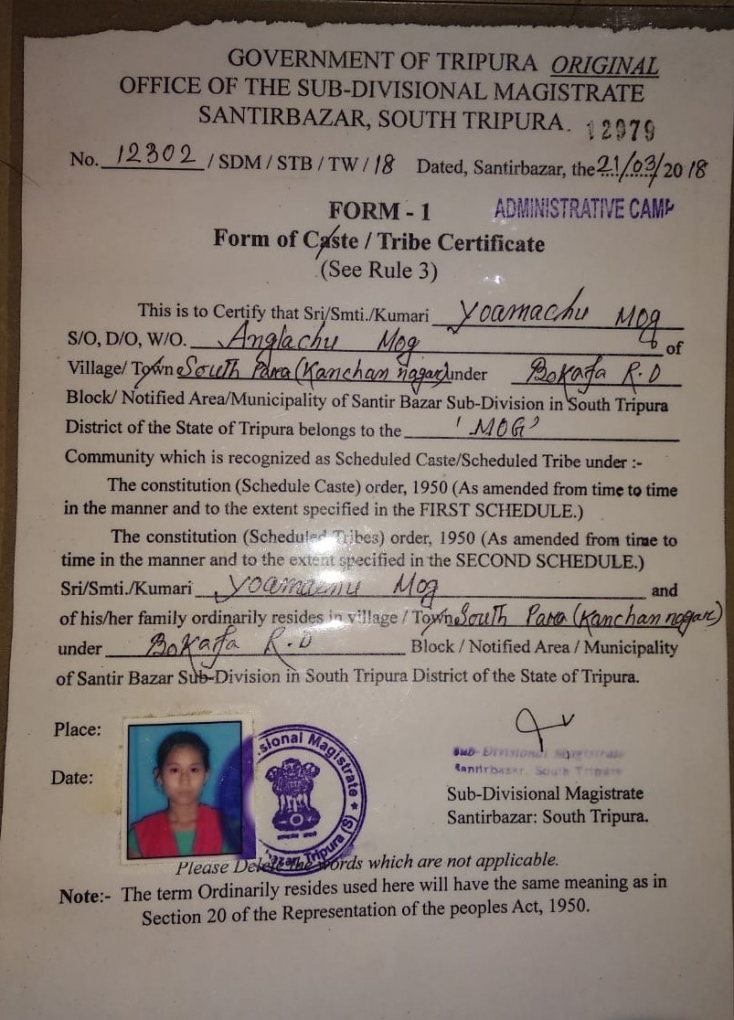 GOVERNMENT OF TRIPURA ORIGINAL
OFFICE OF THE SUB-DIVISIONAL MAGISTRATE
SANTIRBAZAR, SOUTH TRIPURA. 12979
No. 12302 / SDM / STB / TW / 18 Dated, Santirbazar, the 21/03/2018
FORM - 1 ADMINISTRATIVE CAMP
Form of Caste / Tribe Certificate
(See Rule 3)
This is to Certify that Sri/Smti./Kumari Yoamachu Mog
S/O, D/O, W/O. Anglachu Mog of
Village/ Town South Para (Kanchan nagar) under Bokafa R.D
Block/ Notified Area/Municipality of Santir Bazar Sub-Division in South Tripura
District of the State of Tripura belongs to the 'MOG'
Community which is recognized as Scheduled Caste/Scheduled Tribe under :-
The constitution (Schedule Caste) order, 1950 (As amended from time to time
in the manner and to the extent specified in the FIRST SCHEDULE.)
The constitution (Scheduled Tribes) order, 1950 (As amended from time to
time in the manner and to the extent specified in the SECOND SCHEDULE.)
Sri/Smti./Kumari Yoamachu Mog and
of his/her family ordinarily resides in village / Town South Para (Kanchan nagar)
under Bokafa R.D Block / Notified Area / Municipality
of Santir Bazar Sub-Division in South Tripura District of the State of Tripura.
Place:
Date:
sional Magistrate
Tripura (S)
Sub-Divisional Magistrate
Santirbazar, South Tripura
Sub-Divisional Magistrate
Santirbazar: South Tripura.
Please Delete the words which are not applicable.
Note:- The term Ordinarily resides used here will have the same meaning as in
Section 20 of the Representation of the peoples Act, 1950.